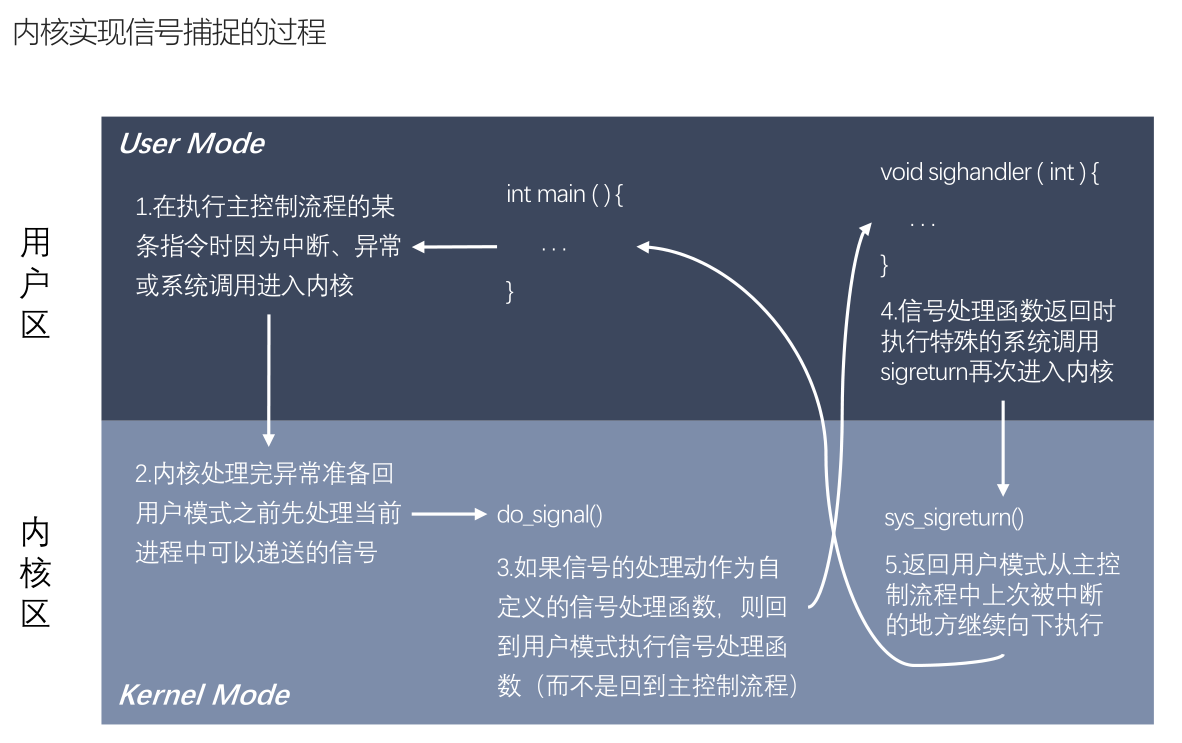 内核实现信号捕捉的过程
用户区
User Mode
1.在执行主控制流程的某
条指令时因为中断、异常
或系统调用进入内核
int main ( ) {
. . .
}
void sighandler ( int ) {
. . .
}
4.信号处理函数返回时
执行特殊的系统调用
sigreturn再次进入内核
内核区
2.内核处理完异常准备回
用户模式之前先处理当前
进程中可以递送的信号
do_signal()
3.如果信号的处理动作为自
定义的信号处理函数，则回
到用户模式执行信号处理函
数（而不是回到主控制流程）
sys_sigreturn()
5.返回用户模式从主控
制流程中上次被中断
的地方继续向下执行
Kernel Mode